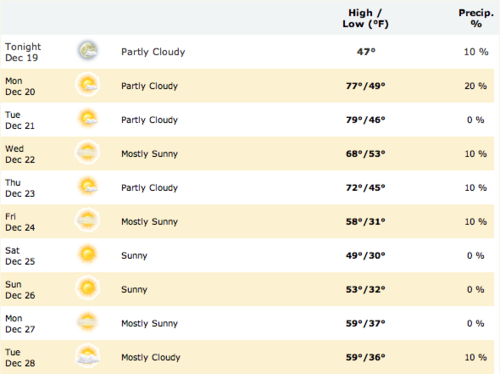 High / Precip.
Low (°F) %
Tonight
Dec 19 Partly Cloudy 47° 10 %
Mon
Dec 20 Partly Cloudy 77°/49° 20 %
Tue
Dec 21 Partly Cloudy 79°/46° 0 %
Wed
Dec 22 Mostly Sunny 68°/53° 10 %
Thu
Dec 23 Partly Cloudy 72°/45° 10 %
Fri
Dec 24 Mostly Sunny 58°/31° 10 %
Sat
Dec 25 Sunny 49°/30° 0 %
Sun
Dec 26 Sunny 53°/32° 0 %
Mon
Dec 27 Mostly Sunny 59°/37° 0 %
Tue
Dec 28 Mostly Cloudy 59°/36° 10 %